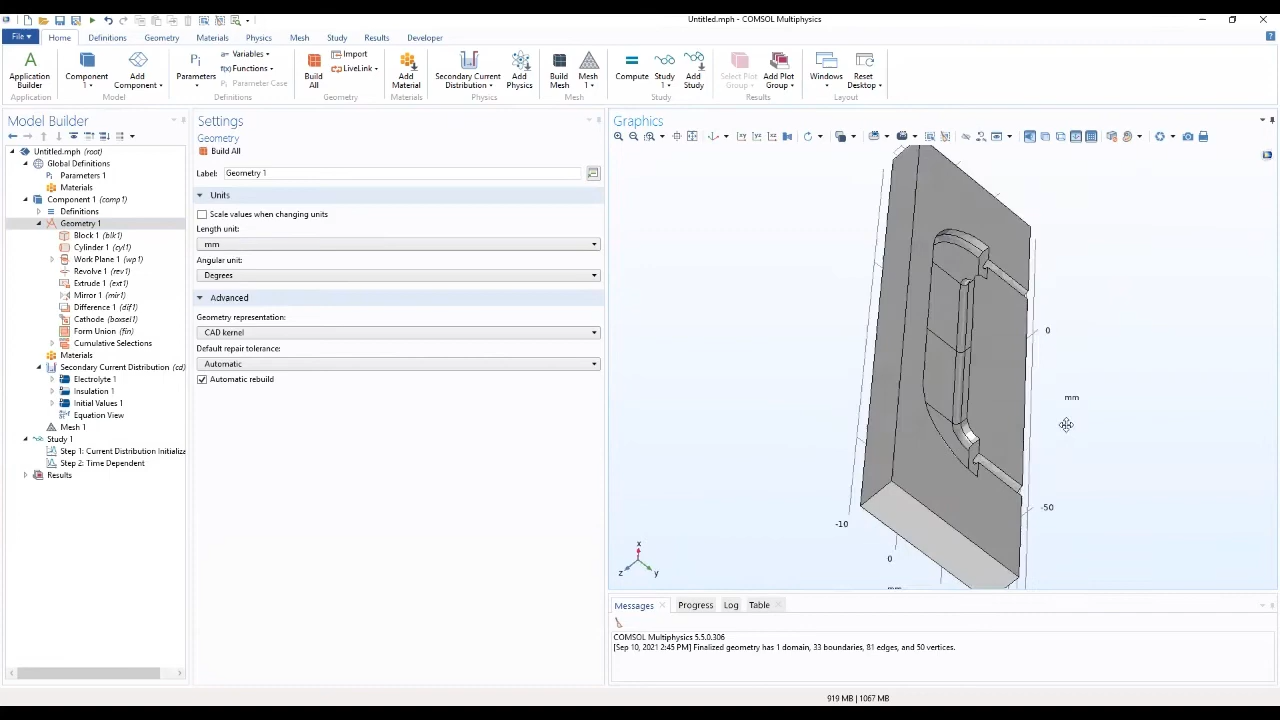 Untitled.mph - COMSOL Multiphysics
File Home Definitions Geometry Materials Physics Mesh Study Results Developer
Application Builder
Component 1
Add Component
Parameters
Variables
Functions
Parameter Case
Build All
Import
LiveLink
Add Material
Secondary Current Distribution
Add Physics
Build Mesh
Mesh 1
Compute
Study 1
Add Study
Select Plot Group
Add Plot Group
Windows
Reset Desktop
Application Model Definitions Geometry Materials Physics Mesh Study Results Layout
Model Builder
Untitled.mph (root)
Global Definitions
Parameters 1
Materials
Component 1 (comp1)
Definitions
Geometry 1
Block 1 (blk1)
Cylinder 1 (cyl1)
Work Plane 1 (wp1)
Revolve 1 (rev1)
Extrude 1 (ext1)
Mirror 1 (mir1)
Difference 1 (dif1)
Cathode (boxsel1)
Form Union (fin)
Cumulative Selections
Materials
Secondary Current Distribution (cd)
Electrolyte 1
Insulation 1
Initial Values 1
Equation View
Mesh 1
Study 1
Step 1: Current Distribution Initializa
Step 2: Time Dependent
Results
Settings
Geometry
Build All
Label: Geometry 1
Units
Scale values when changing units
Length unit:
mm
Angular unit:
Degrees
Advanced
Geometry representation:
CAD kernel
Default repair tolerance:
Automatic
Automatic rebuild
Graphics
0
mm
-50
-10
0
x
z y
Messages Progress Log Table
COMSOL Multiphysics 5.5.0.306
[Sep 10, 2021 2:45 PM] Finalized geometry has 1 domain, 33 boundaries, 81 edges, and 50 vertices.
919 MB | 1067 MB